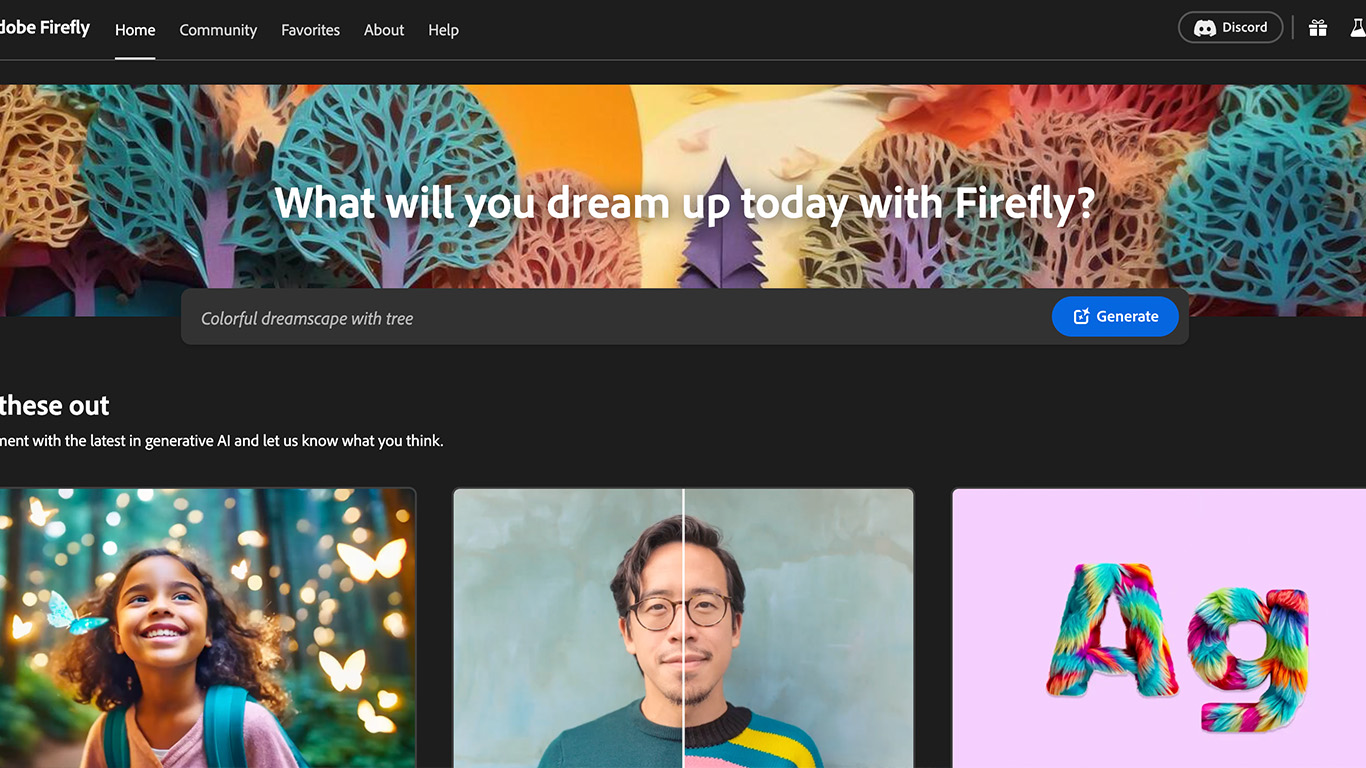 dobe Firefly
Home
Community
Favorites
About
Help
Discord
What will you dream up today with Firefly?
Colorful dreamscape with tree
Generate
these out
ment with the latest in generative AI and let us know what you think.
Ag